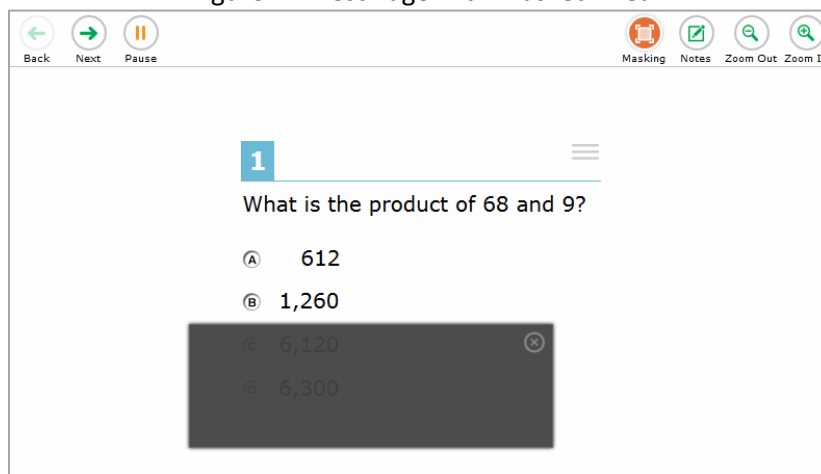 Back Next Pause Masking Notes Zoom Out Zoom I
1
What is the product of 68 and 9?
A 612
B 1,260
C 6,120
6,300